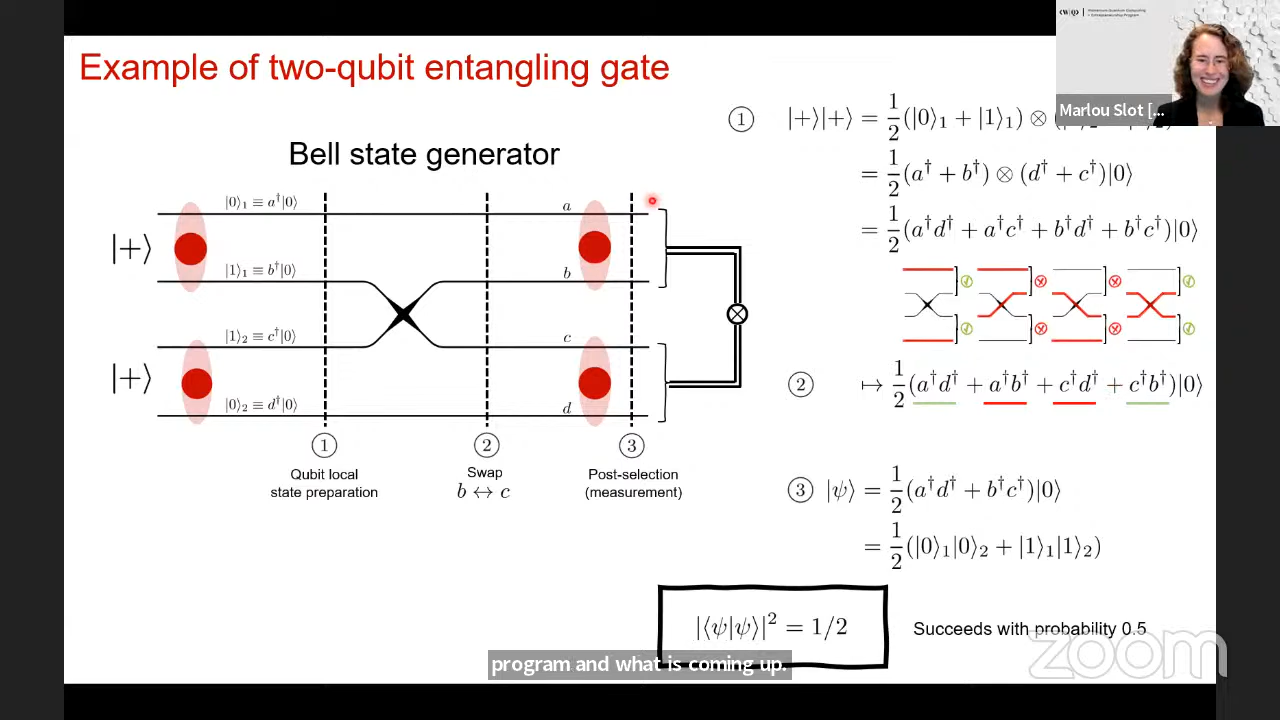 Example of two-qubit entangling gate
Bell state generator
|0⟩₁ ≡ a†|0⟩
a
|+⟩
|1⟩₁ ≡ b†|0⟩
b
|1⟩₂ ≡ c†|0⟩
c
|+⟩
|0⟩₂ ≡ d†|0⟩
d
① ② ③
Qubit local
state preparation
Swap
b ↔ c
Post-selection
(measurement)
① |+⟩|+⟩ = 1/2(|0⟩₁ + |1⟩₁) ⊗
= 1/2(a† + b†) ⊗ (d† + c†)|0⟩
= 1/2(a†d† + a†c† + b†d† + b†c†)|0⟩
② ↦ 1/2(a†d† + a†b† + c†d† + c†b†)|0⟩
③ |ψ⟩ = 1/2(a†d† + b†c†)|0⟩
= 1/2(|0⟩₁|0⟩₂ + |1⟩₁|1⟩₂)
|⟨ψ|ψ⟩|² = 1/2
Succeeds with probability 0.5
program and what is coming up.
zoom
Marlou Slot [...